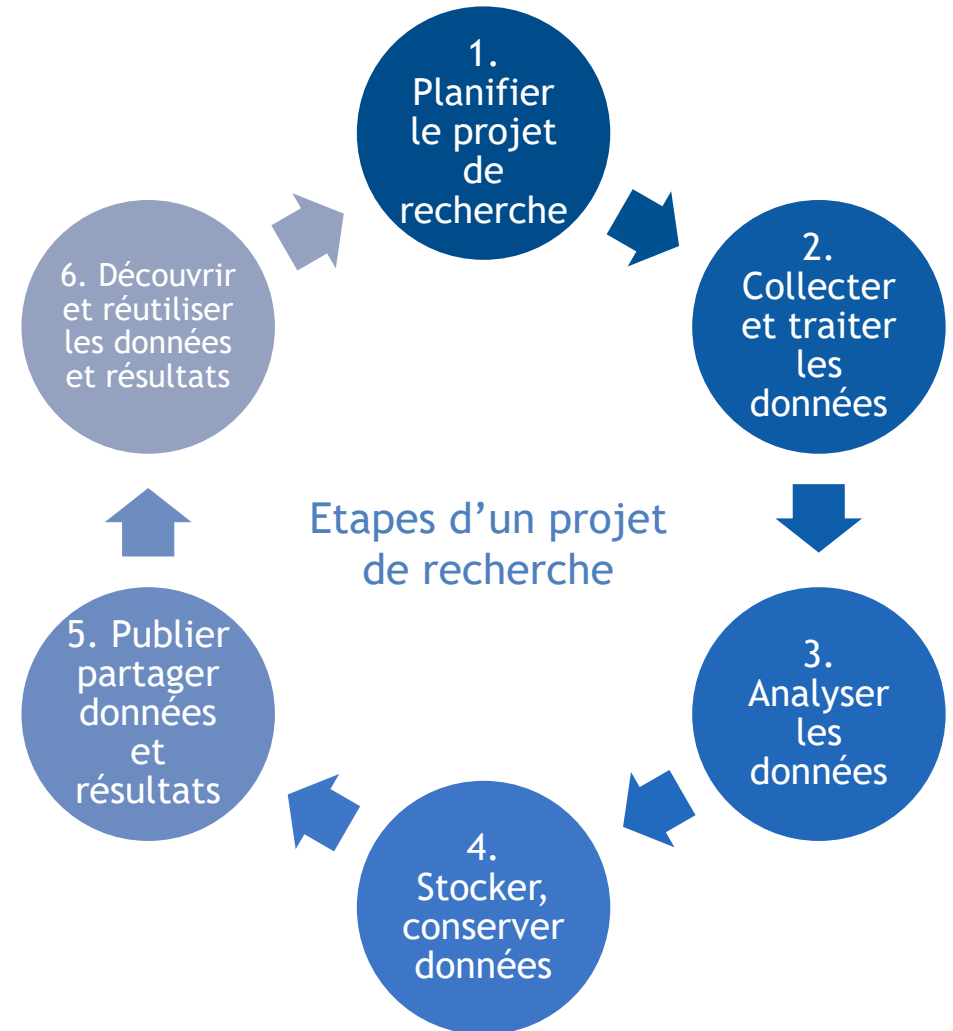 1.
Planifier
le projet
de
recherche
2.
Collecter
et traiter
les
données
3.
Analyser
les
données
4.
Stocker,
conserver
données
5. Publier
partager
données
et
résultats
6. Découvrir
et réutiliser
les données
et résultats
Etapes d’un projet
de recherche